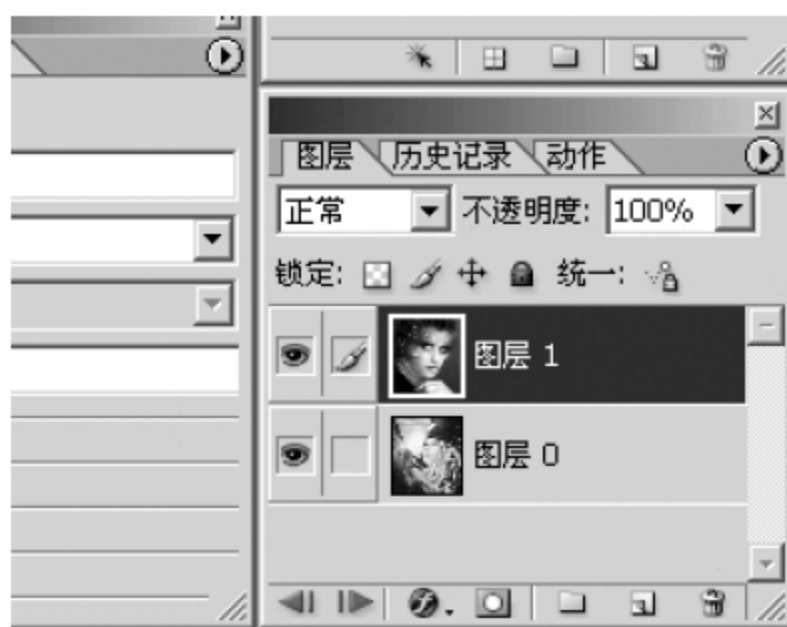 图层 历史记录 动作
正常 不透明度: 100%
锁定: 统一:
图层 1
图层 0